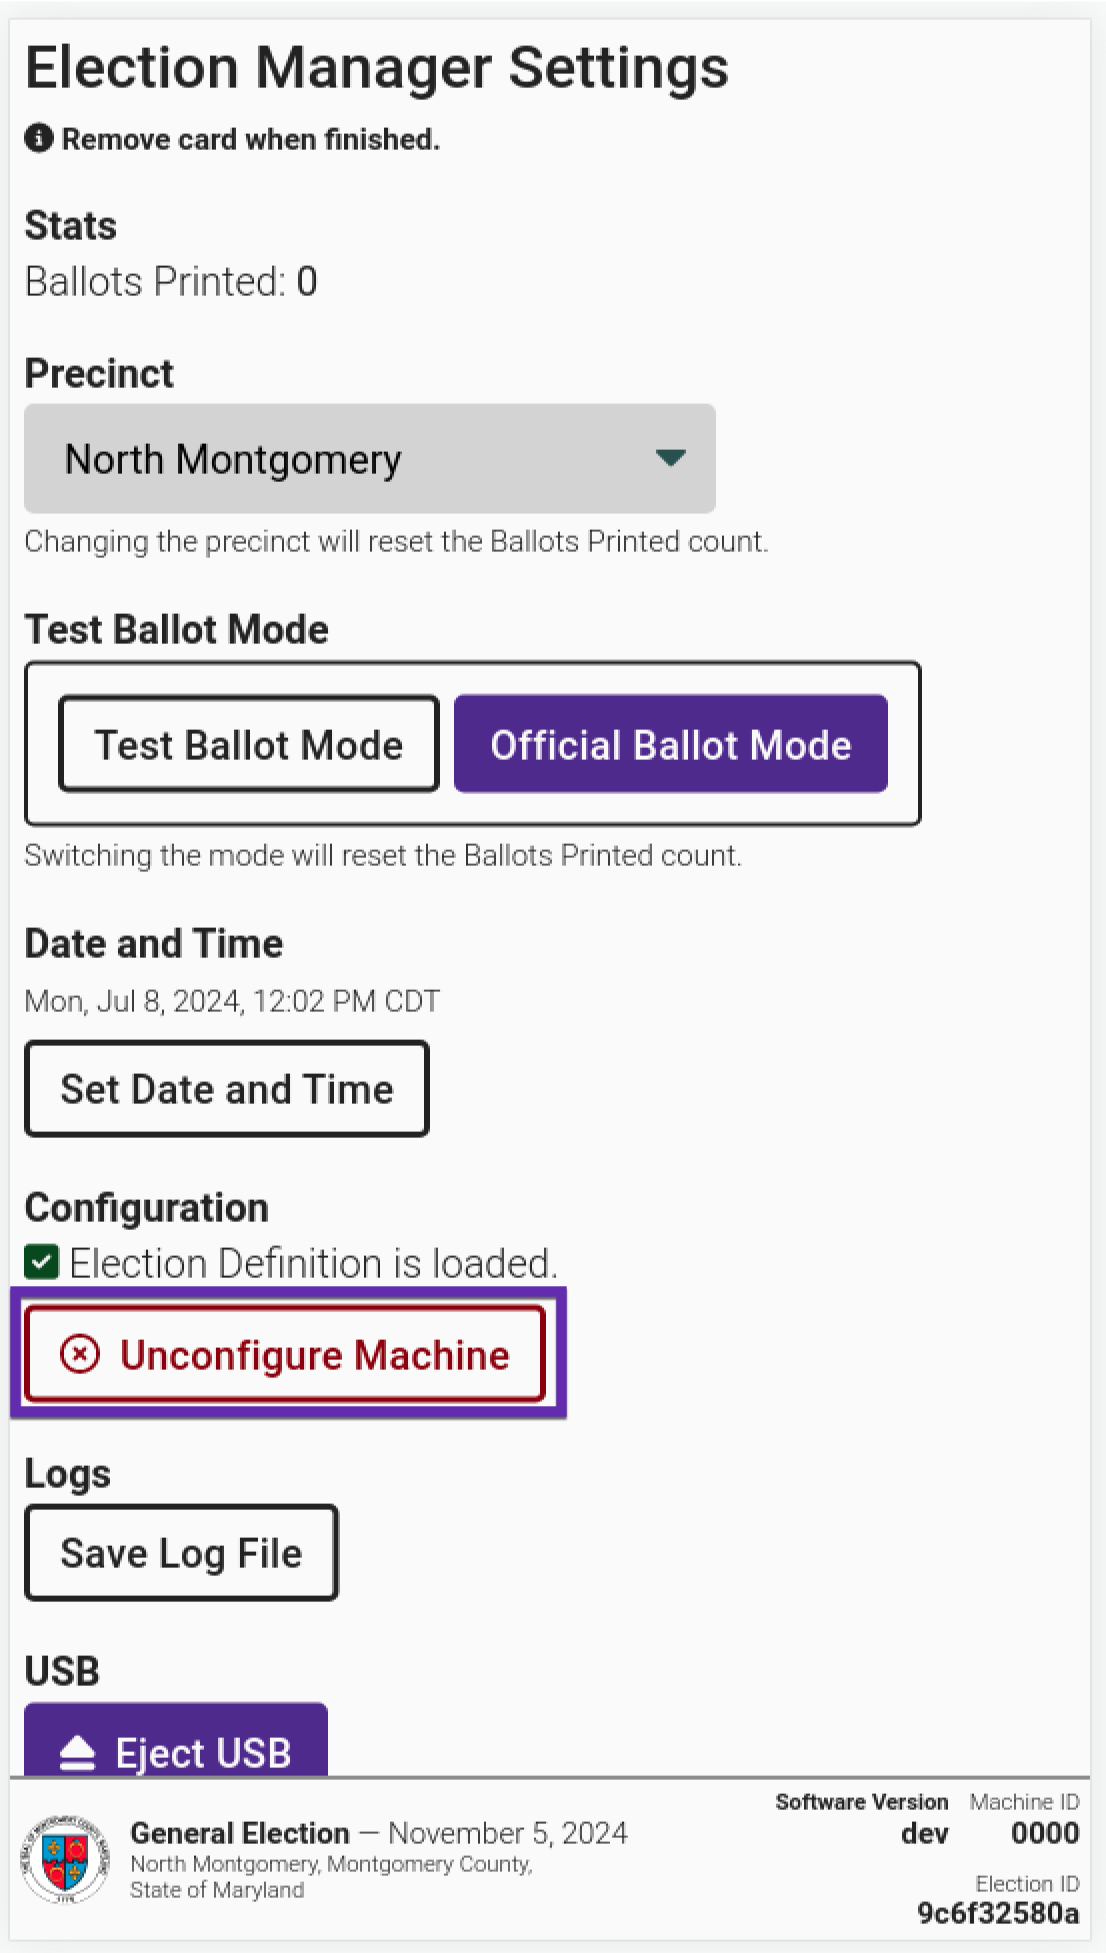 Election Manager Settings
Remove card when finished.
Stats
Ballots Printed: 0
Precinct
North Montgomery
Changing the precinct will reset the Ballots Printed count.
Test Ballot Mode
Test Ballot Mode
Official Ballot Mode
Switching the mode will reset the Ballots Printed count.
Date and Time
Mon, Jul 8, 2024, 12:02 PM CDT
Set Date and Time
Configuration
Election Definition is loaded.
Unconfigure Machine
Logs
Save Log File
USB
Eject USB
General Election — November 5, 2024
North Montgomery, Montgomery County,
State of Maryland
Software Version
dev
Machine ID
0000
Election ID
9c6f32580a